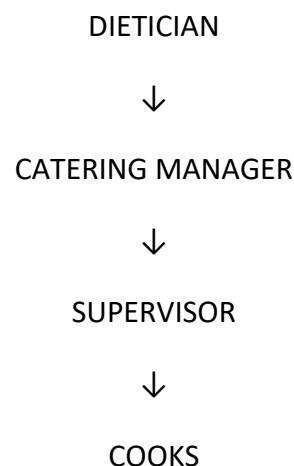 DIETICIAN
↓
CATERING MANAGER
↓
SUPERVISOR
↓
COOKS